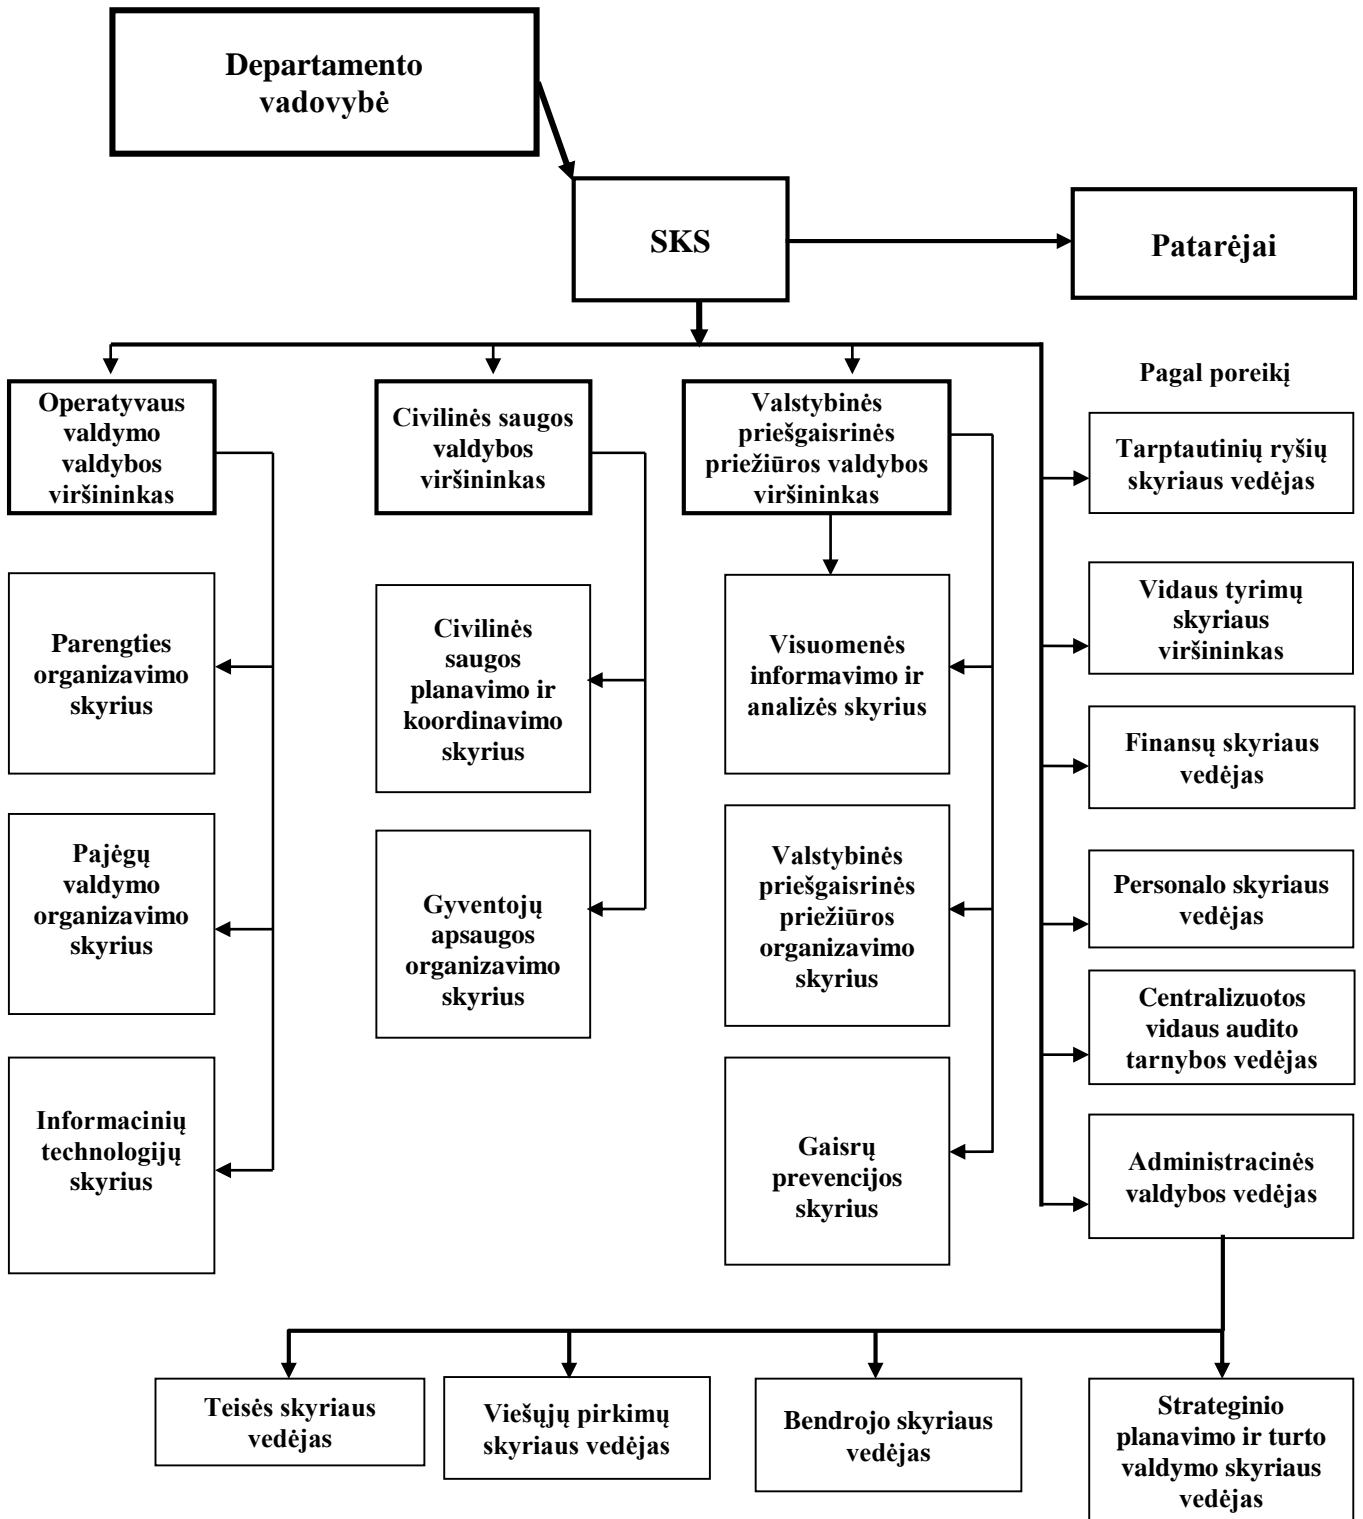 Departamento
vadovybė
SKS
Patarėjai
Pagal poreikį
Operatyvaus
valdymo
valdybos
viršininkas
Civilinės saugos
valdybos
viršininkas
Valstybinės
priešgaisrinės
priežiūros valdybos
viršininkas
Tarptautinių ryšių
skyriaus vedėjas
Parengties
organizavimo
skyrius
Civilinės
saugos
planavimo ir
koordinavimo
skyrius
Visuomenės
informavimo ir
analizės skyrius
Vidaus tyrimų
skyriaus
viršininkas
Finansų skyriaus
vedėjas
Pajėgų
valdymo
organizavimo
skyrius
Gyventojų
apsaugos
organizavimo
skyrius
Valstybinės
priešgaisrinės
priežiūros
organizavimo
skyrius
Personalo skyriaus
vedėjas
Centralizuotos
vidaus audito
tarnybos vedėjas
Informacinių
technologijų
skyrius
Gaisrų
prevencijos
skyrius
Administracinės
valdybos vedėjas
Teisės skyriaus
vedėjas
Viešųjų pirkimų
skyriaus vedėjas
Bendrojo skyriaus
vedėjas
Strateginio
planavimo ir turto
valdymo skyriaus
vedėjas